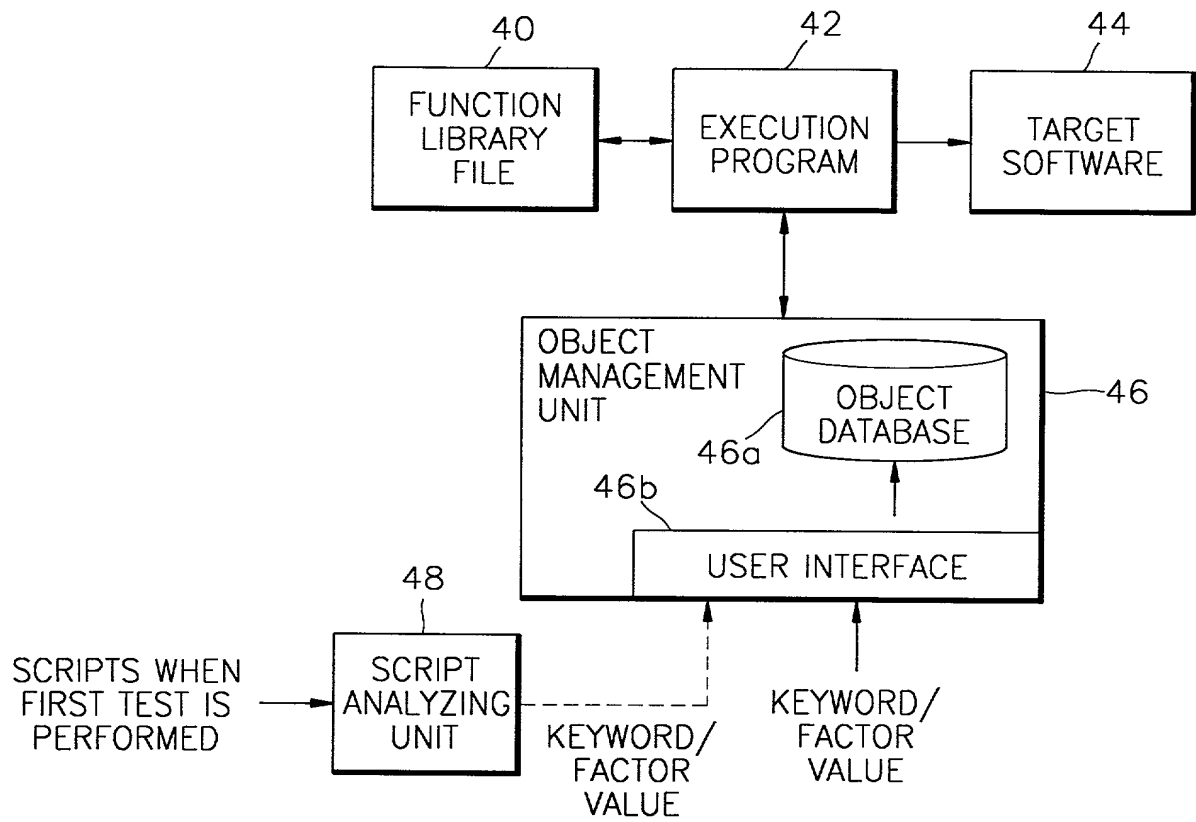 40
42
44
FUNCTION
LIBRARY
FILE
EXECUTION
PROGRAM
TARGET
SOFTWARE
OBJECT
MANAGEMENT
UNIT
OBJECT
DATABASE
46
46a
46b
USER INTERFACE
48
SCRIPTS WHEN
FIRST TEST IS
PERFORMED
SCRIPT
ANALYZING
UNIT
KEYWORD/
FACTOR
VALUE
KEYWORD/
FACTOR
VALUE